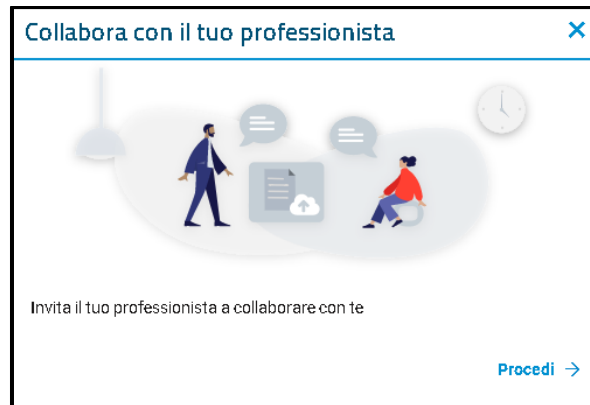 Collabora con il tuo professionista
Invita il tuo professionista a collaborare con te
Procedi